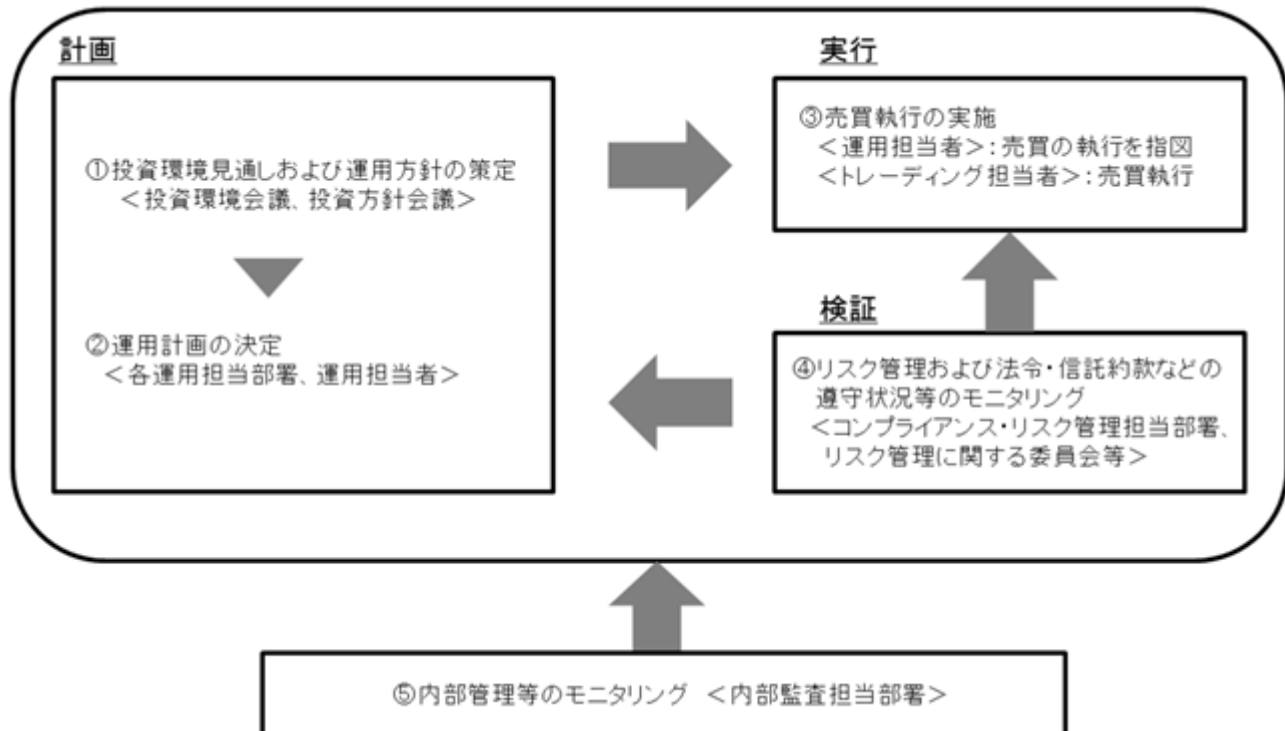 計画
①投資環境見通しおよび運用方針の策定
＜投資環境会議、投資方針会議＞
②運用計画の決定
＜各運用担当部署、運用担当者＞
実行
③売買執行の実施
＜運用担当者＞：売買の執行を指図
＜トレーディング担当者＞：売買執行
検証
④リスク管理および法令・信託約款などの
遵守状況等のモニタリング
＜コンプライアンス・リスク管理担当部署、
リスク管理に関する委員会等＞
⑤内部管理等のモニタリング ＜内部監査担当部署＞